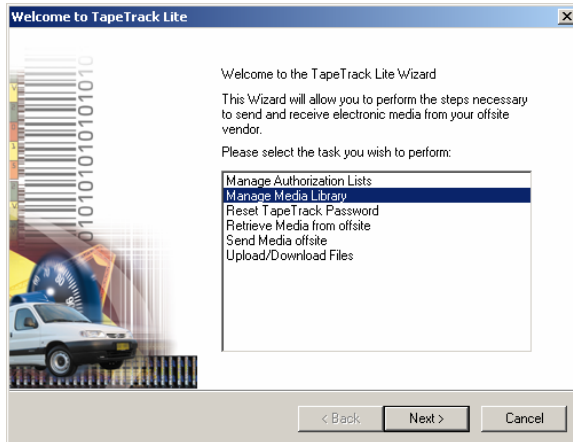 Welcome to TapeTrack Lite
Welcome to the TapeTrack Lite Wizard
This Wizard will allow you to perform the steps necessary
to send and receive electronic media from your offsite
vendor.
Please select the task you wish to perform:
Manage Authorization Lists
Manage Media Library
Reset TapeTrack Password
Retrieve Media from offsite
Send Media offsite
Upload/Download Files
01010101010
< Back
Next >
Cancel